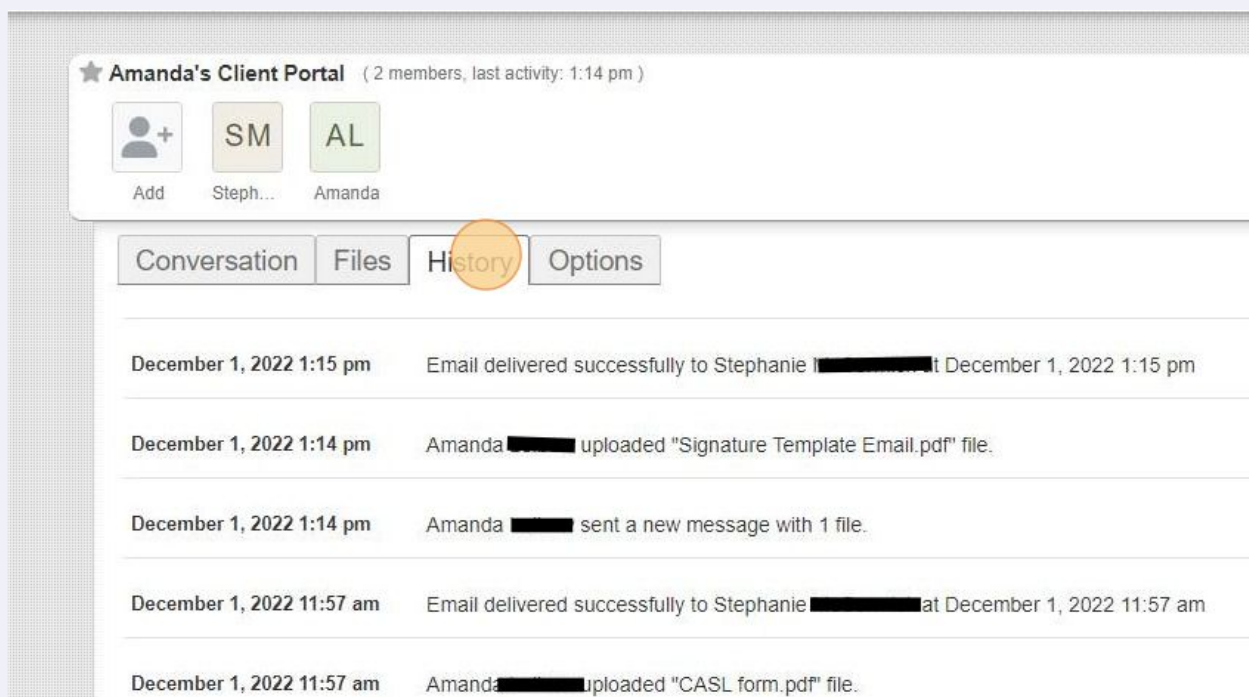 Amanda's Client Portal ( 2 members, last activity: 1:14 pm )
SM AL
Add Steph... Amanda
Conversation Files History Options
December 1, 2022 1:15 pm Email delivered successfully to Stephanie at December 1, 2022 1:15 pm
December 1, 2022 1:14 pm Amanda uploaded "Signature Template Email.pdf" file.
December 1, 2022 1:14 pm Amanda sent a new message with 1 file.
December 1, 2022 11:57 am Email delivered successfully to Stephanie at December 1, 2022 11:57 am
December 1, 2022 11:57 am Amanda uploaded "CASL form.pdf" file.